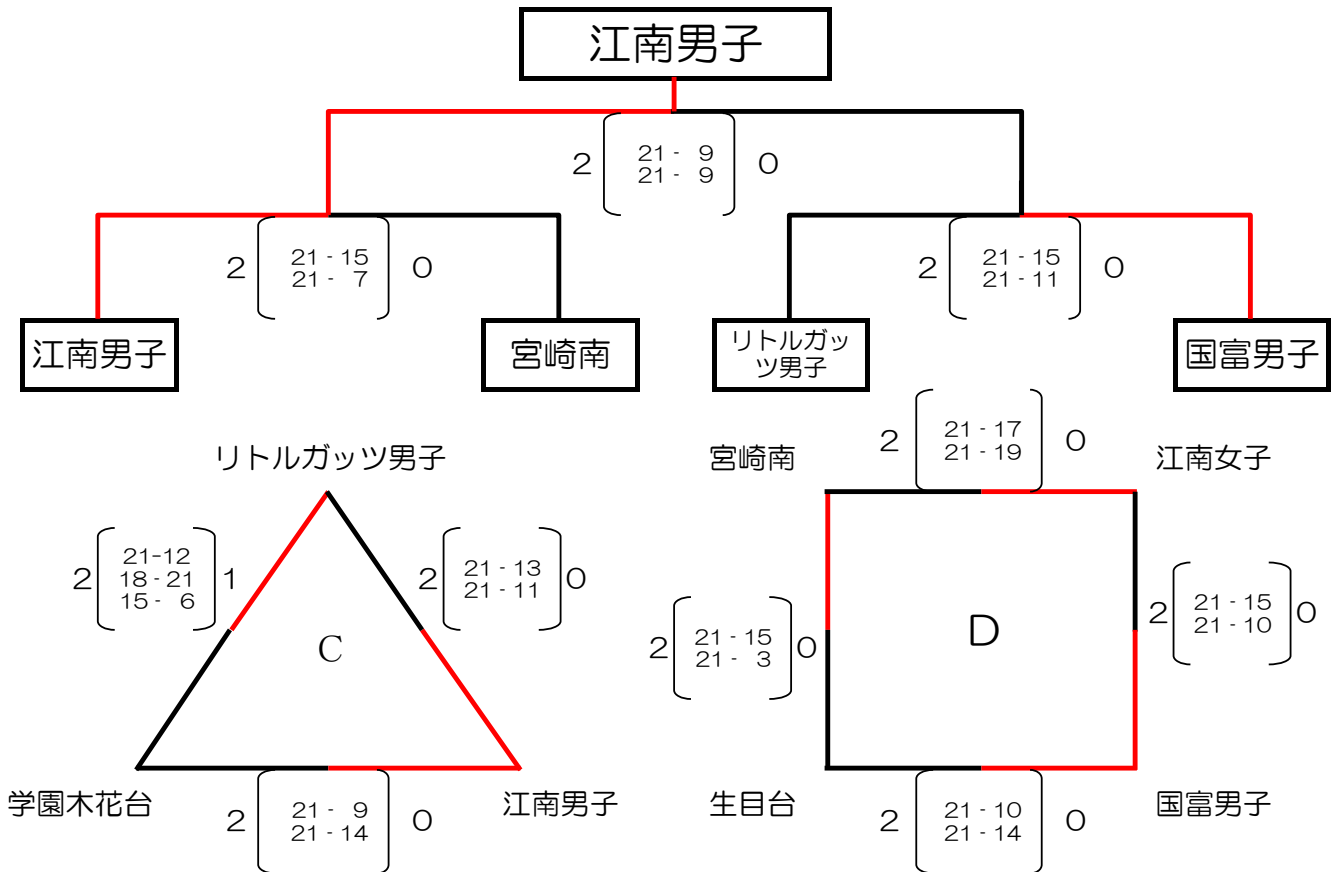 江南男子
2 21 - 9 0
21 - 9
2 21 - 15 0
21 - 7
2 21 - 15 0
21 - 11
江南男子
宮崎南
リトルガッ
ツ男子
国富男子
リトルガッツ男子
2 21-12 1
18 - 21
15 - 6
2 21 - 13 0
21 - 11
C
学園木花台
2 21 - 9 0
21 - 14
江南男子
宮崎南
2 21 - 17 0
21 - 19
江南女子
2 21 - 15 0
21 - 3
D
2 21 - 15 0
21 - 10
生目台
2 21 - 10 0
21 - 14
国富男子